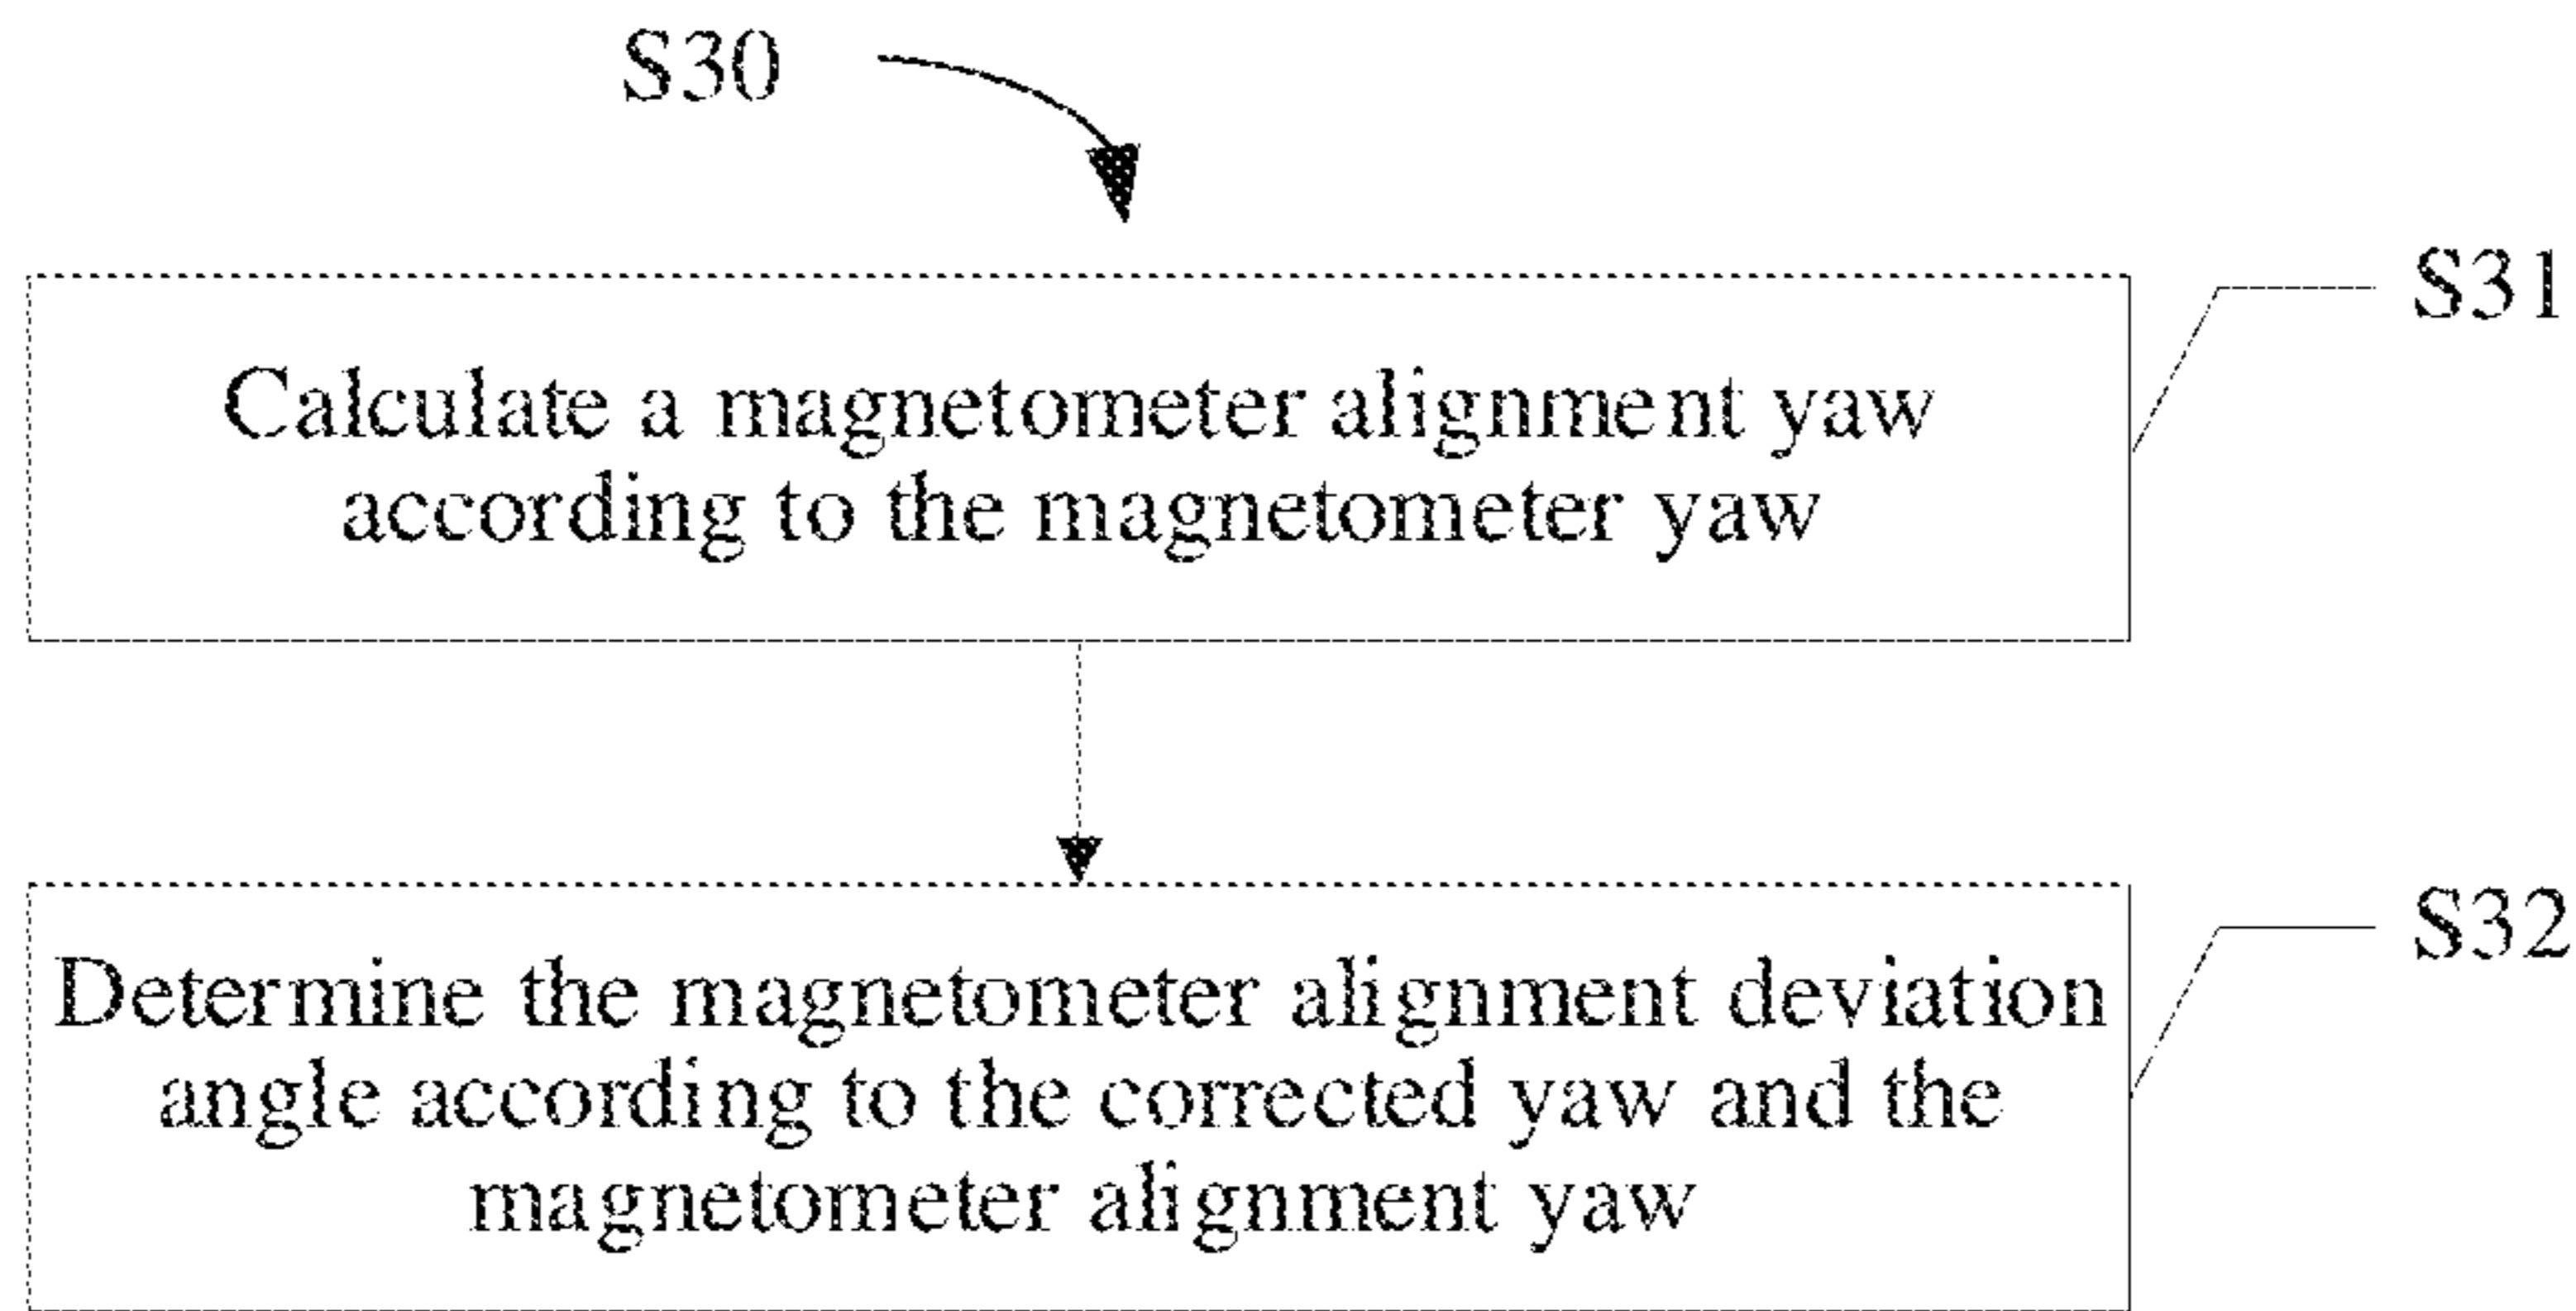 S30
S31
Calculate a magnetometer alignment yaw
according to the magnetometer yaw
S32
Determine the magnetometer alignment deviation
angle according to the corrected yaw and the
magnetometer alignment yaw